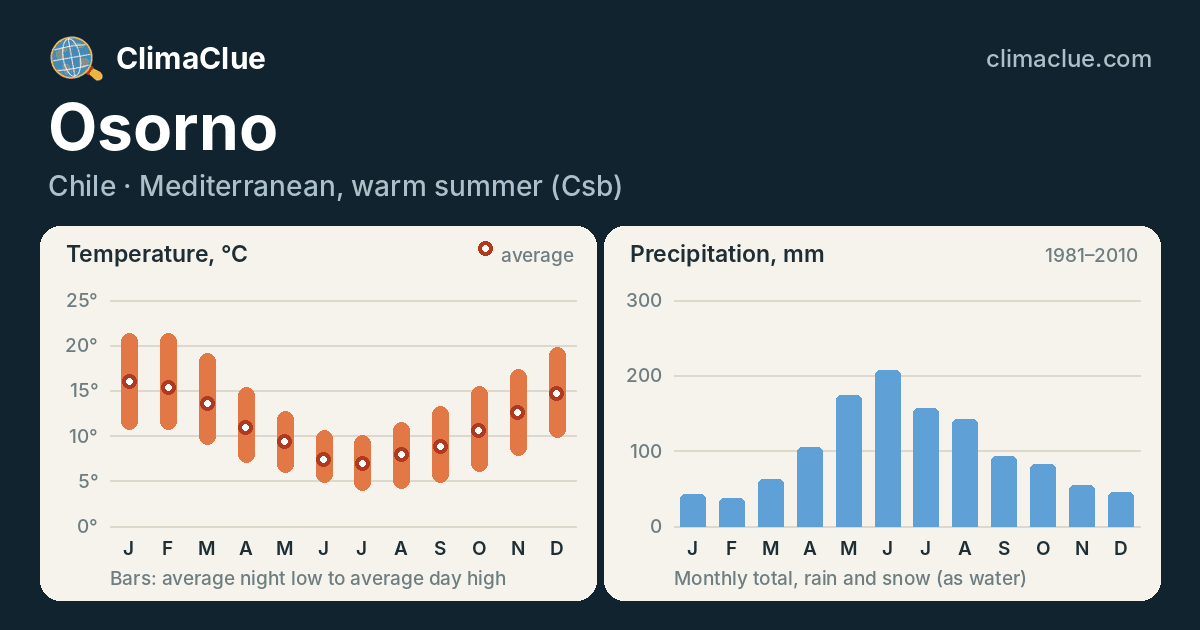 ClimaClue
climaclue.com
Osorno
Chile · Mediterranean, warm summer (Csb)
Temperature, °C
average
25°
20°
15°
10°
5°
0°
J F M A M J J A S O N D
Bars: average night low to average day high
Precipitation, mm
1981–2010
300
200
100
0
J F M A M J J A S O N D
Monthly total, rain and snow (as water)